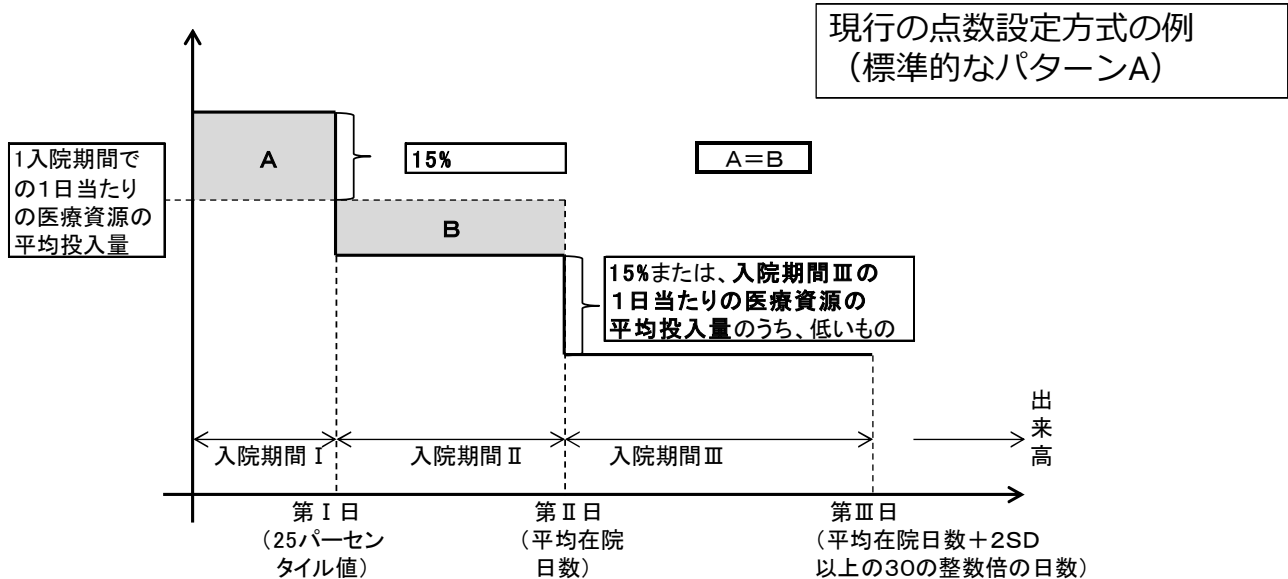 現行の点数設定方式の例
（標準的なパターンA）
1入院期間で
の1日当たり
の医療資源の
平均投入量
A
15%
A＝B
B
15%または、入院期間Ⅲの
1日当たりの医療資源の
平均投入量のうち、低いもの
出来高
入院期間Ⅰ
入院期間Ⅱ
入院期間Ⅲ
第Ⅰ日
（25パーセン
タイル値）
第Ⅱ日
（平均在院
日数）
第Ⅲ日
（平均在院日数＋2SD
以上の30の整数倍の日数）